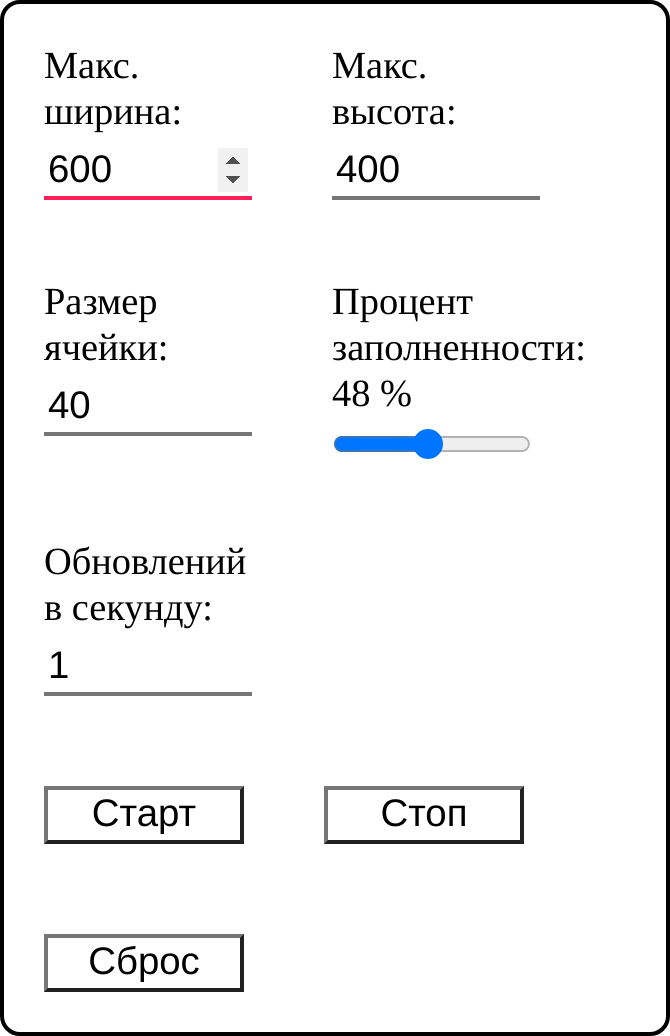 Макс.
ширина:
600
Макс.
высота:
400
Размер
ячейки:
40
Процент
заполненности:
48 %
Обновлений
в секунду:
1
Старт
Стоп
Сброс